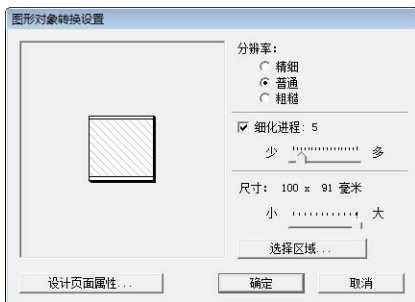 图形对象转换设置
分辨率:
精细
普通
粗糙
细化进程: 5
少 多
尺寸: 100 x 91 毫米
小 大
选择区域...
设计页面属性... 确定 取消